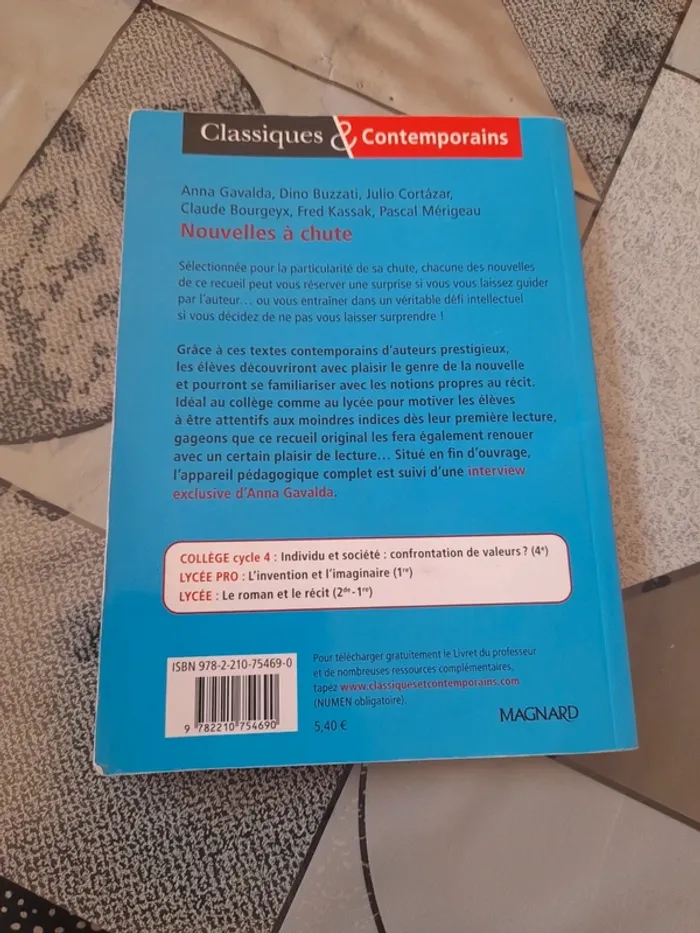 Classiques & Contemporains
Anna Gavalda, Dino Buzzati, Julio Cortázar,
Claude Bourgeyx, Fred Kassak, Pascal Mérigeau
Nouvelles à chute
Sélectionnée pour la particularité de sa chute, chacune des nouvelles
de ce recueil peut vous réserver une surprise si vous vous laissez guider
par l'auteur... ou vous entraîner dans un véritable défi intellectuel
si vous décidez de ne pas vous laisser surprendre !
Grâce à ces textes contemporains d'auteurs prestigieux,
les élèves découvriront avec plaisir le genre de la nouvelle
et pourront se familiariser avec les notions propres au récit.
Idéal au collège comme au lycée pour motiver les élèves
à être attentifs aux moindres indices dès leur première lecture,
gageons que ce recueil original les fera également renouer
avec un certain plaisir de lecture... Situé en fin d'ouvrage,
l'appareil pédagogique complet est suivi d'une interview
exclusive d'Anna Gavalda.
COLLÈGE cycle 4 : Individu et société : confrontation de valeurs ? (4e)
LYCÉE PRO : L'invention et l'imaginaire (1re)
LYCÉE : Le roman et le récit (2de-1re)
ISBN 978-2-210-75469-0
9 782210 754690
Pour télécharger gratuitement le Livret du professeur
et de nombreuses ressources complémentaires,
tapez www.classiquesetcontemporains.com
(NUMEN obligatoire).
5,40 €
MAGNARD